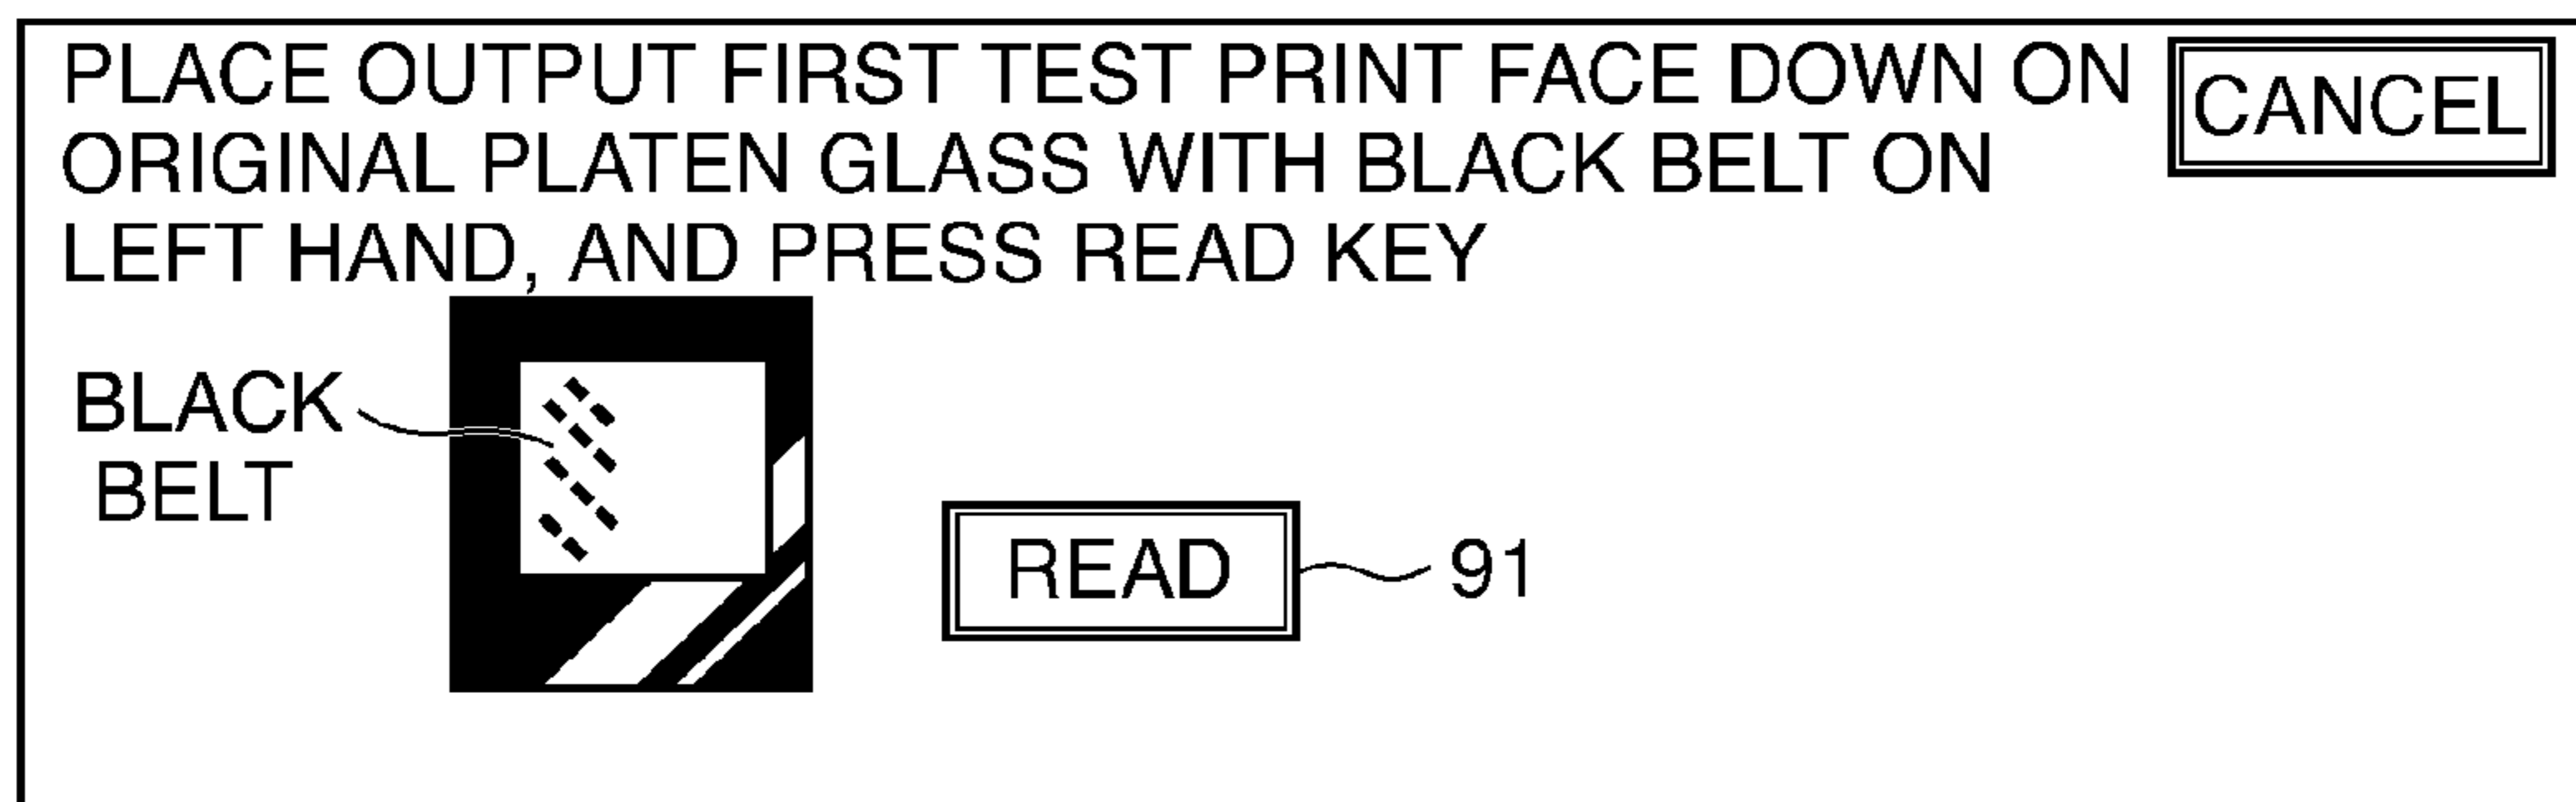 PLACE OUTPUT FIRST TEST PRINT FACE DOWN ON
ORIGINAL PLATEN GLASS WITH BLACK BELT ON
LEFT HAND, AND PRESS READ KEY
CANCEL
BLACK
BELT
READ
91